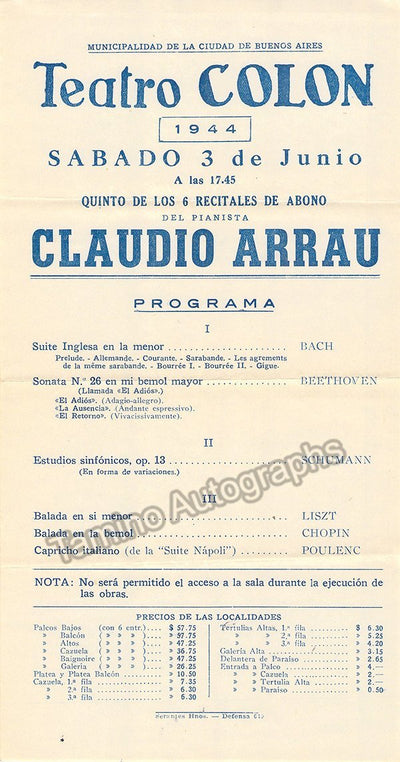 MUNICIPALIDAD DE LA CIUDAD DE BUENOS AIRES
Teatro COLON
1944
SABADO 3 de Junio
A las 17.45
QUINTO DE LOS 6 RECITALES DE ABONO
DEL PIANISTA
CLAUDIO ARRAU
PROGRAMA
I
Suite Inglesa en la menor .................... BACH
Prelude. - Allemande. - Courante. - Sarabande. - Les agrements
de la même sarabande. - Bourrée I. - Bourrée II. - Gigue.
Sonata N.º 26 en mi bemol mayor ............... BEETHOVEN
(Llamada «El Adiós».)
«El Adiós». (Adagio-allegro).
«La Ausencia». (Andante espressivo).
«El Retorno». (Vivacissivamente).
II
Estudios sinfónicos, op. 13 ...................... SCHUMANN
(En forma de variaciones.)
III
Balada en si menor .............................. LISZT
Balada en la bemol .............................. CHOPIN
Capricho italiano (de la "Suite Nápoli") ......... POULENC
Tamino Autographs
NOTA: No será permitido el acceso a la sala durante la ejecución de
las obras.
PRECIOS DE LAS LOCALIDADES
Palcos Bajos (con 6 entr.) .... $ 57.75
» Balcón ( » » » ) .... » 57.75
» Altos ( » » » ) .... » 47.25
» Cazuela ( » » » ) .... » 36.75
» Baignoire ( » » » ) .... » 47.25
» Galería ( » » » ) .... » 26.25
Platea y Platea Balcón ........ » 10.50
Cazuela, 1.ª fila ............. » 7.35
» 2.ª fila ............. » 6.30
» 3.ª fila ............. » 6.30
Tertulias Altas, 1.ª fila ...... $ 6.30
» » 2.ª fila ...... » 5.25
» » 3.ª fila ...... » 4.20
Galería Alta .................. » 3.15
Delantera de Paraíso .......... » 2.65
Entrada a Palco ............... » 4.—
» » Cazuela ............. » 2.—
» » Tertulia Alta ....... » 2.—
» » Paraíso ............. » 0.50
Defensa